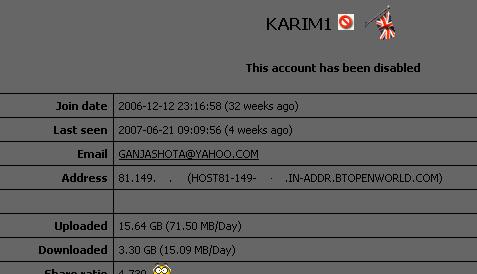 KARIM1
This account has been disabled
Join date 2006-12-12 23:16:58 (32 weeks ago)
Last seen 2007-06-21 09:09:56 (4 weeks ago)
Email GANJASHOTA@YAHOO.COM
Address 81.149. . (HOST81-149- - .IN-ADDR.BTOPENWORLD.COM)
Uploaded 15.64 GB (71.50 MB/Day)
Downloaded 3.30 GB (15.09 MB/Day)
Share ratio 4.730